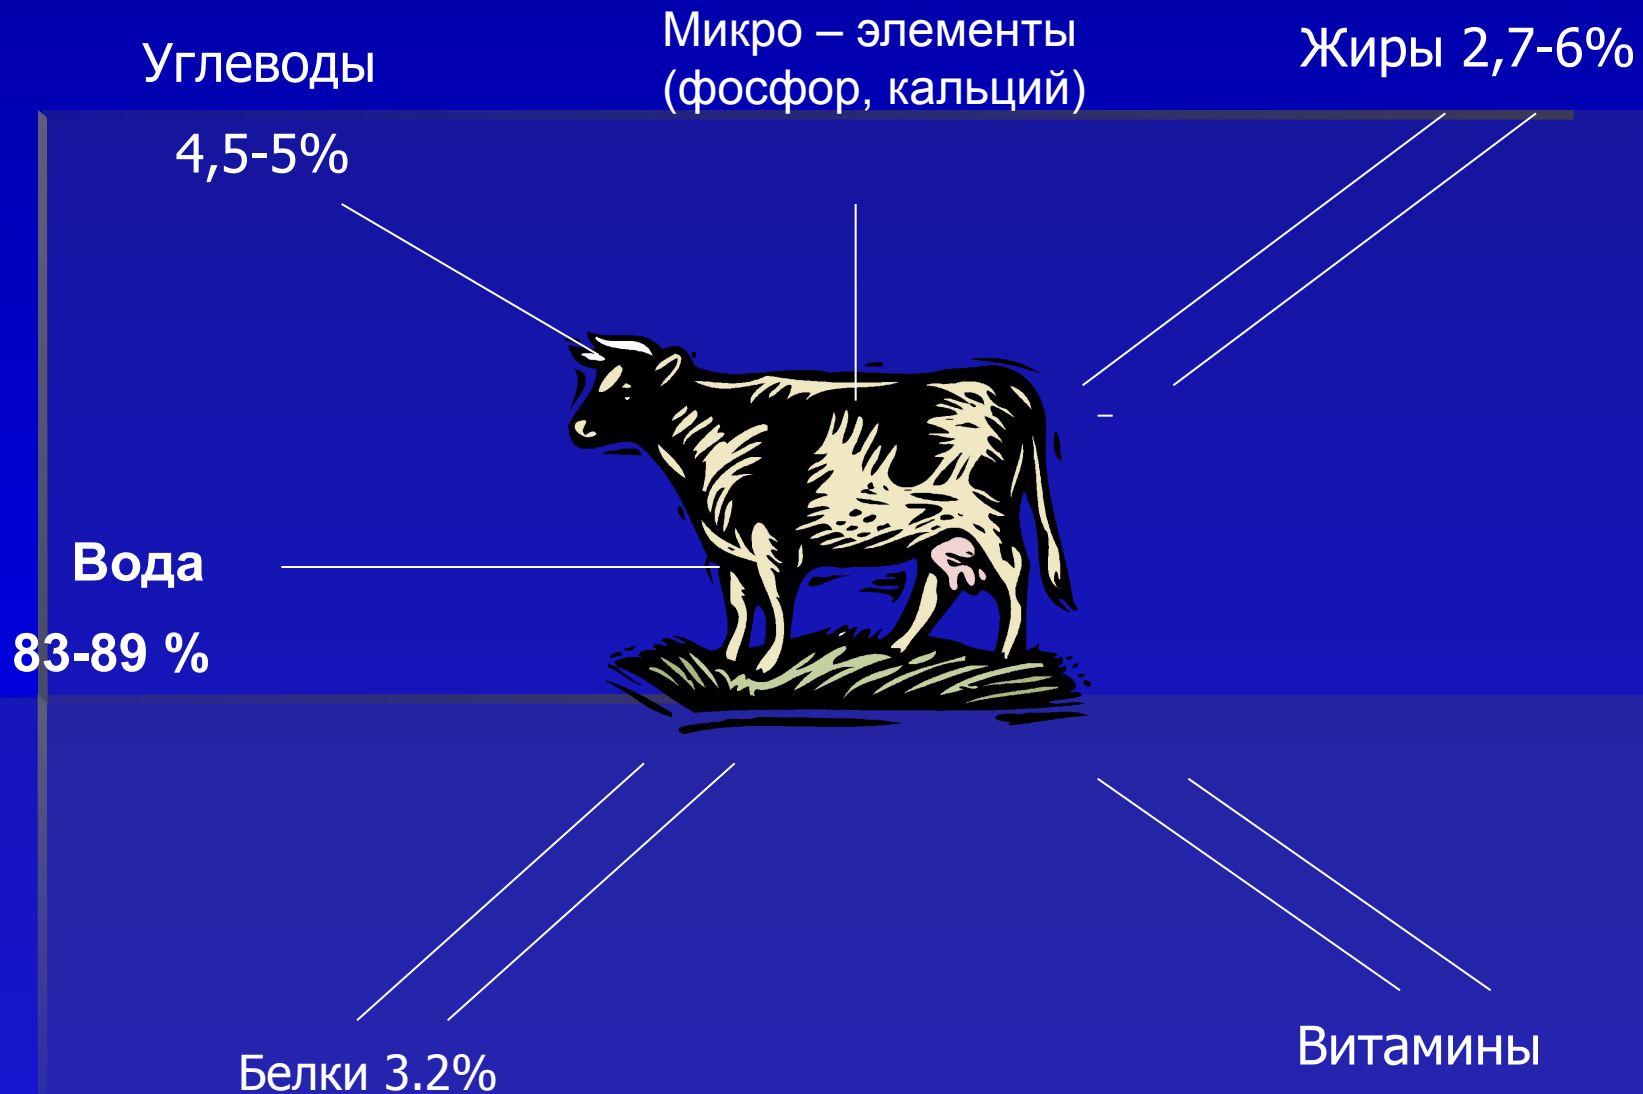 Углеводы
4,5-5%
Микро – элементы
(фосфор, кальций)
Жиры 2,7-6%
Вода
83-89 %
Белки 3.2%
Витамины